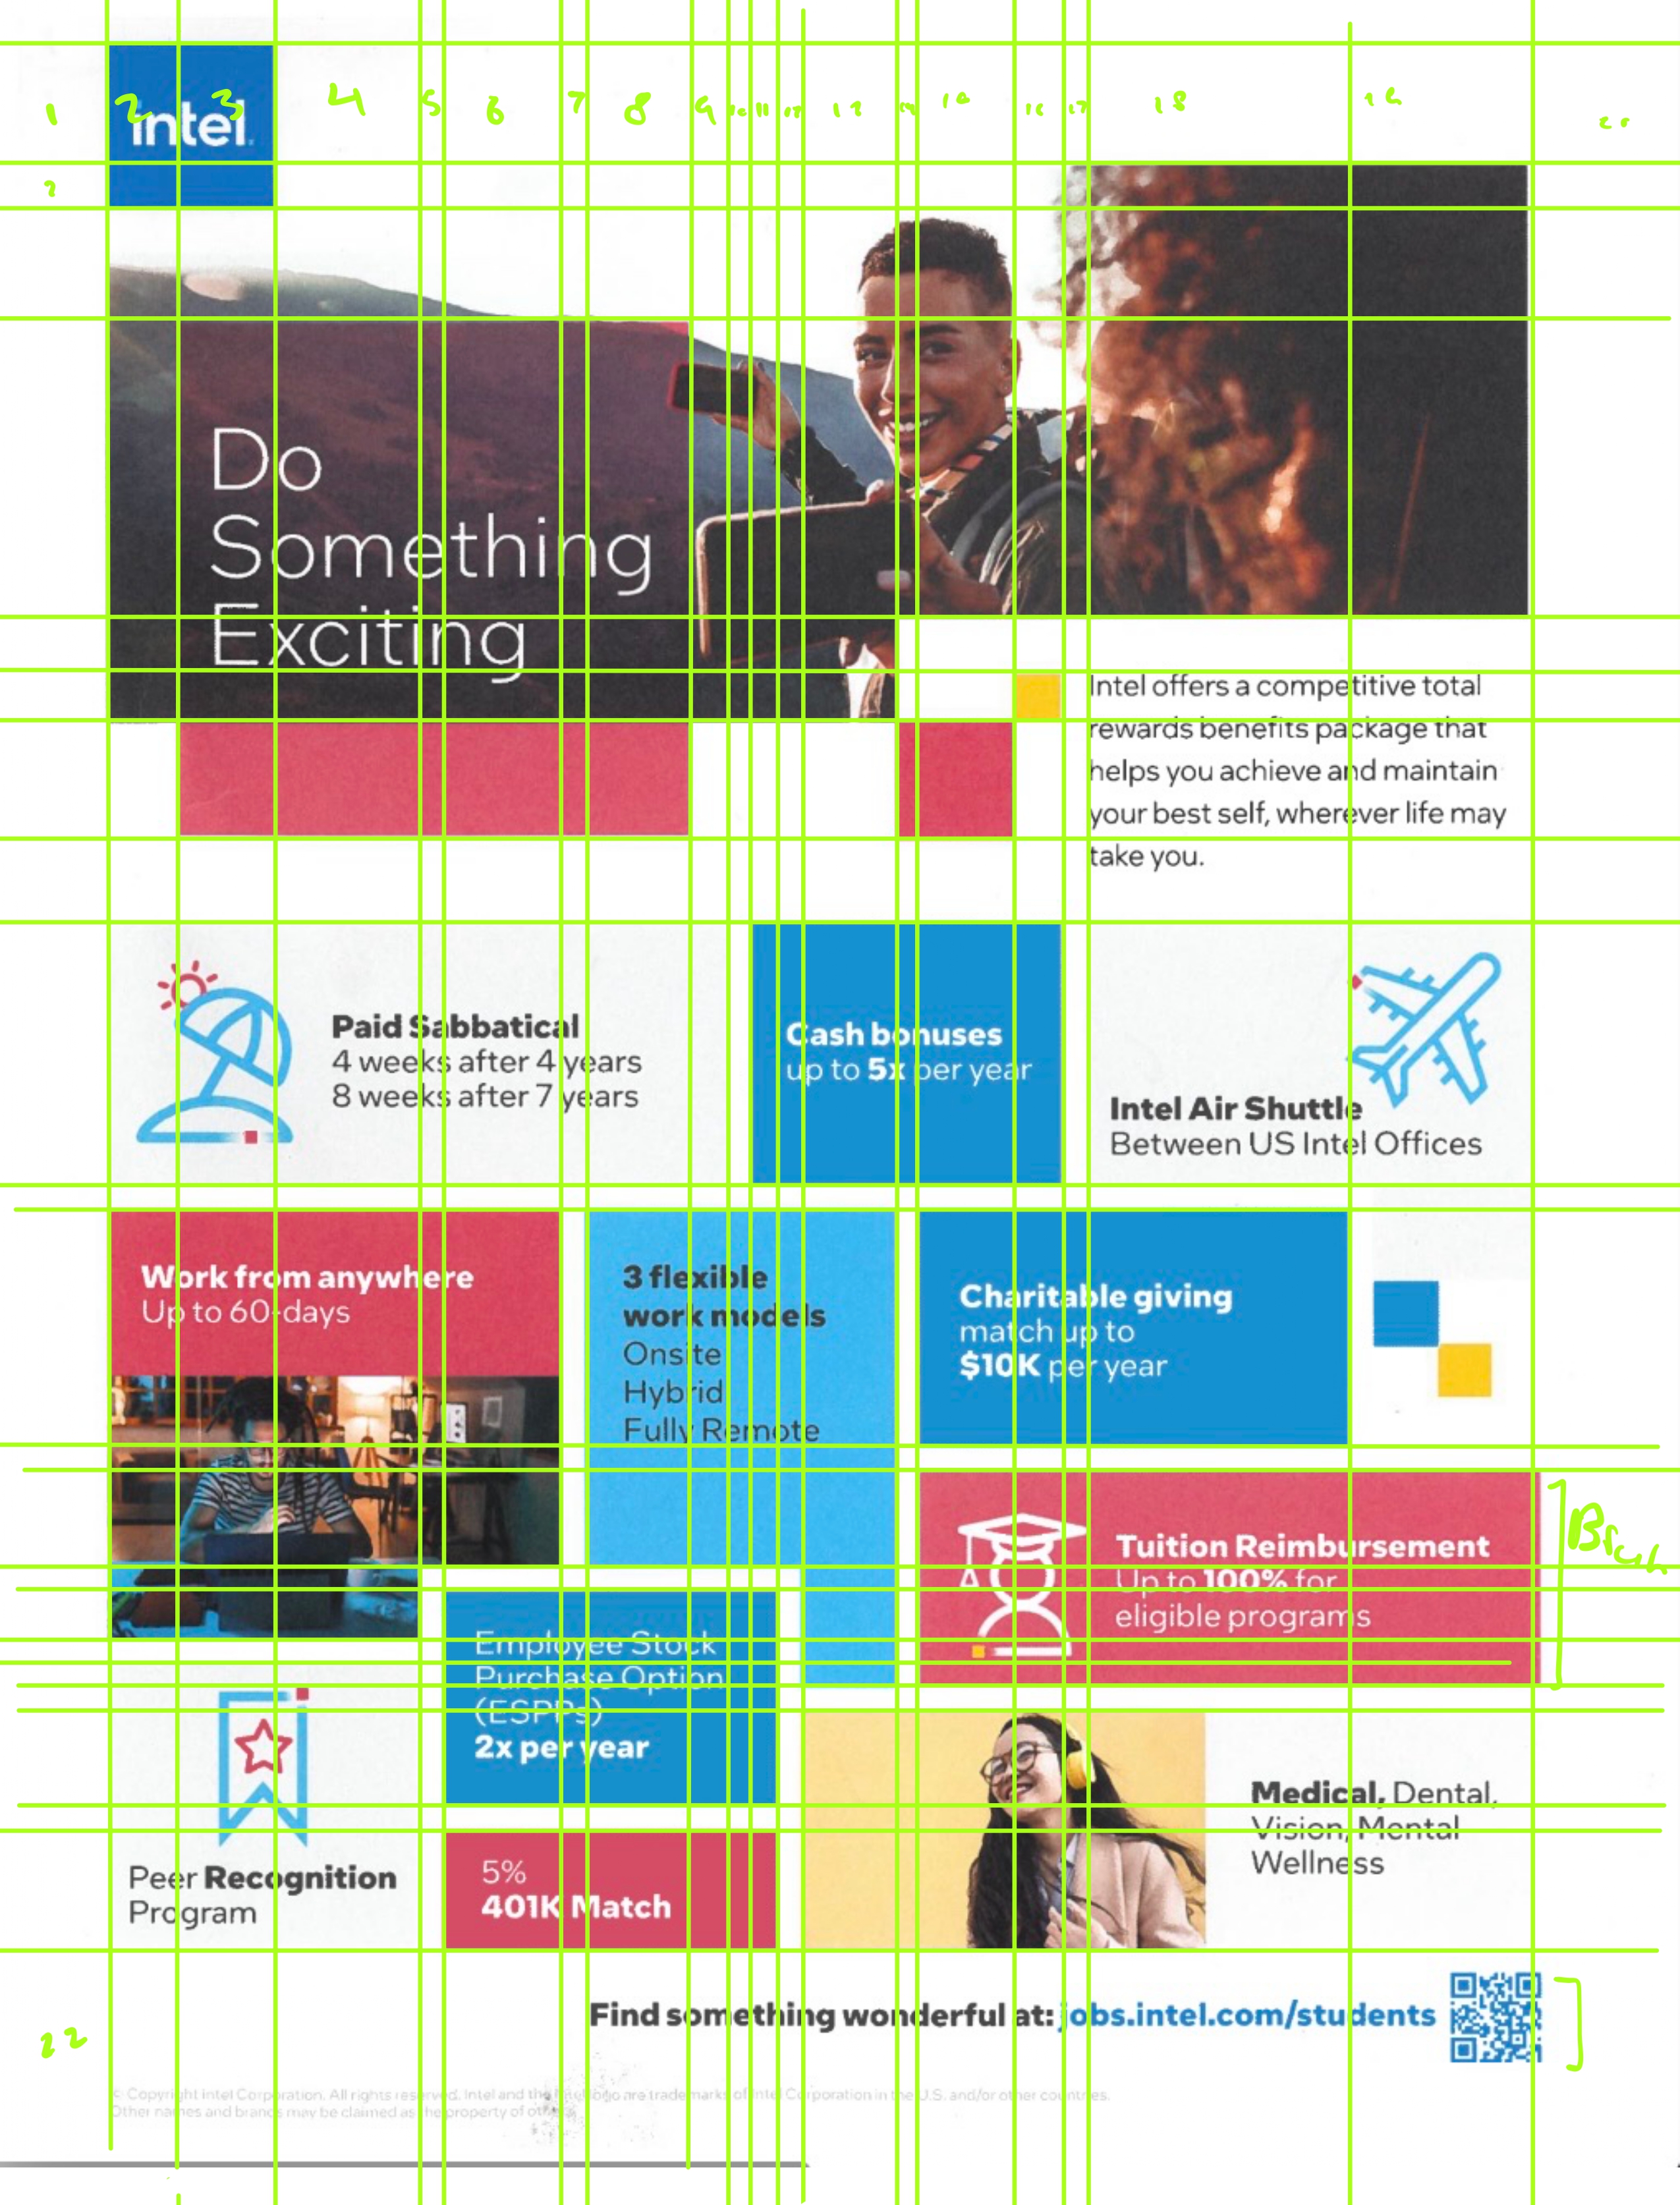 1 2 3 4 5 6 7 8 9 10 11 12 13 14 16 17 18 20
intel.
2
Do
Something
Exciting
Intel offers a competitive total
rewards benefits package that
helps you achieve and maintain
your best self, wherever life may
take you.
Paid Sabbatical
4 weeks after 4 years
8 weeks after 7 years
Cash bonuses
up to 5x per year
Intel Air Shuttle
Between US Intel Offices
Work from anywhere
Up to 60-days
3 flexible
work models
Onsite
Hybrid
Fully Remote
Charitable giving
match up to
$10K per year
Tuition Reimbursement
Up to 100% for
eligible programs
Employee Stock
Purchase Option
(ESPPs)
2x per year
Peer Recognition
Program
5%
401K Match
Medical, Dental,
Vision, Mental
Wellness
22
Find something wonderful at: jobs.intel.com/students
© Copyright Intel Corporation. All rights reserved. Intel and the Intel logo are trademarks of Intel Corporation in the U.S. and/or other countries.
Other names and brands may be claimed as the property of others.